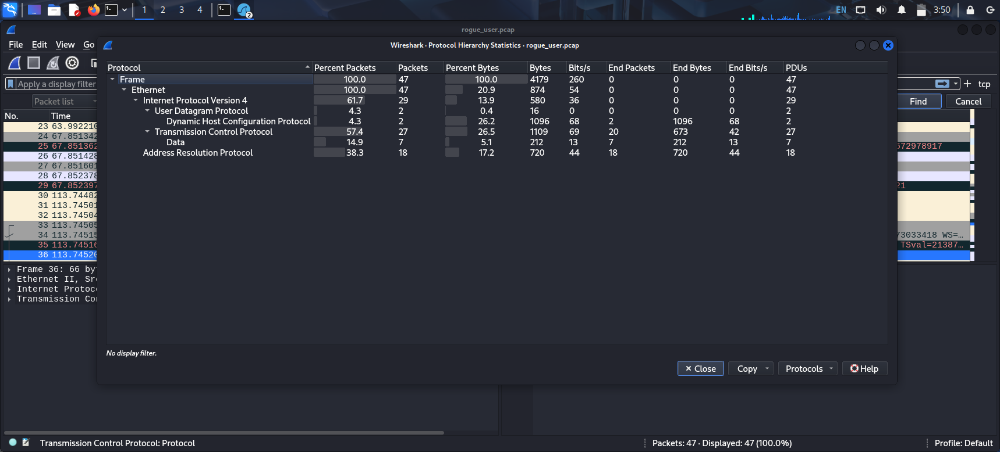 1 2 3 4 2 EN 3:50
rogue_user.pcap
File Edit View Go
Wireshark · Protocol Hierarchy Statistics · rogue_user.pcap
Protocol Percent Packets Packets Percent Bytes Bytes Bits/s End Packets End Bytes End Bits/s PDUs
Frame 100.0 47 100.0 4179 260 0 0 0 47
Ethernet 100.0 47 20.9 874 54 0 0 0 47
Internet Protocol Version 4 61.7 29 13.9 580 36 0 0 0 29
User Datagram Protocol 4.3 2 0.4 16 0 0 0 0 2
Dynamic Host Configuration Protocol 4.3 2 26.2 1096 68 2 1096 68 2
Transmission Control Protocol 57.4 27 26.5 1109 69 20 673 42 27
Data 14.9 7 5.1 212 13 7 212 13 7
Address Resolution Protocol 38.3 18 17.2 720 44 18 720 44 18
No display filter.
Close Copy Protocols Help
Apply a display filter + tcp
Packet list Find Cancel
No. Time
23 63.992210
24 67.851342
25 67.851362 572978917
26 67.851428
27 67.851601
28 67.852378
29 67.852397 21
30 113.74482
31 113.74501
32 113.74504
33 113.74505
34 113.74515 73033418 WS=…
35 113.74516 TSval=21387…
36 113.74520
Frame 36: 66 by
Ethernet II, Sr
Internet Protoc
Transmission Co
Transmission Control Protocol: Protocol Packets: 47 · Displayed: 47 (100.0%) Profile: Default